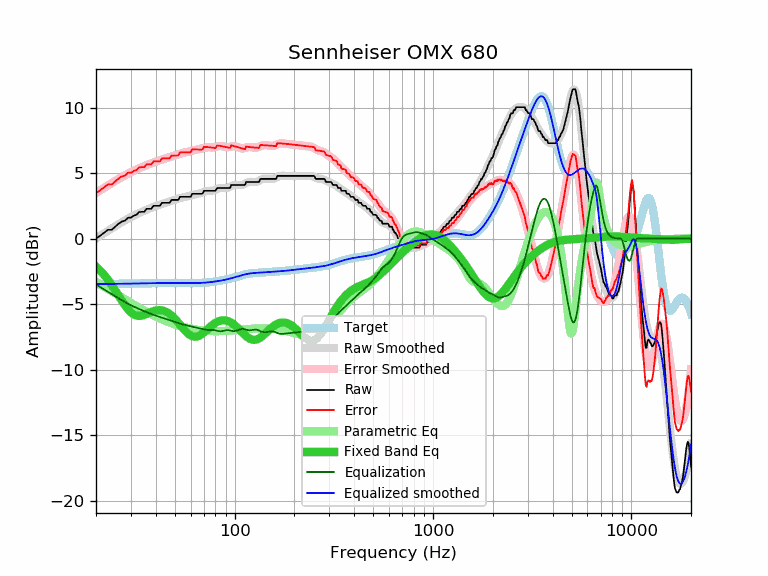 Sennheiser OMX 680
Amplitude (dBr)
10
5
0
−5
−10
−15
−20
Target
Raw Smoothed
Error Smoothed
Raw
Error
Parametric Eq
Fixed Band Eq
Equalization
Equalized smoothed
100
1000
10000
Frequency (Hz)